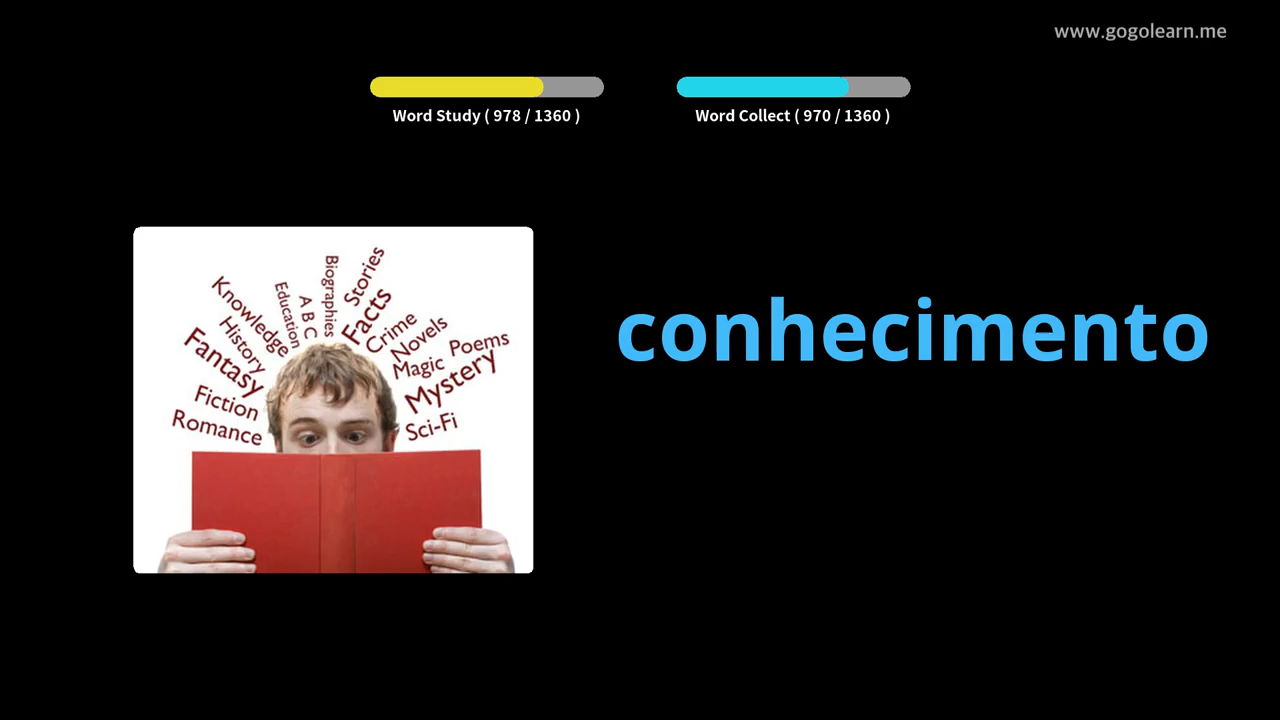 www.gogolearn.me
Word Study ( 978 / 1360 )
Word Collect ( 970 / 1360 )
conhecimento
Knowledge
Education
A B C
Biographies
Stories
Facts
Crime
Novels
Poems
History
Fantasy
Magic
Mystery
Fiction
Romance
Sci-Fi